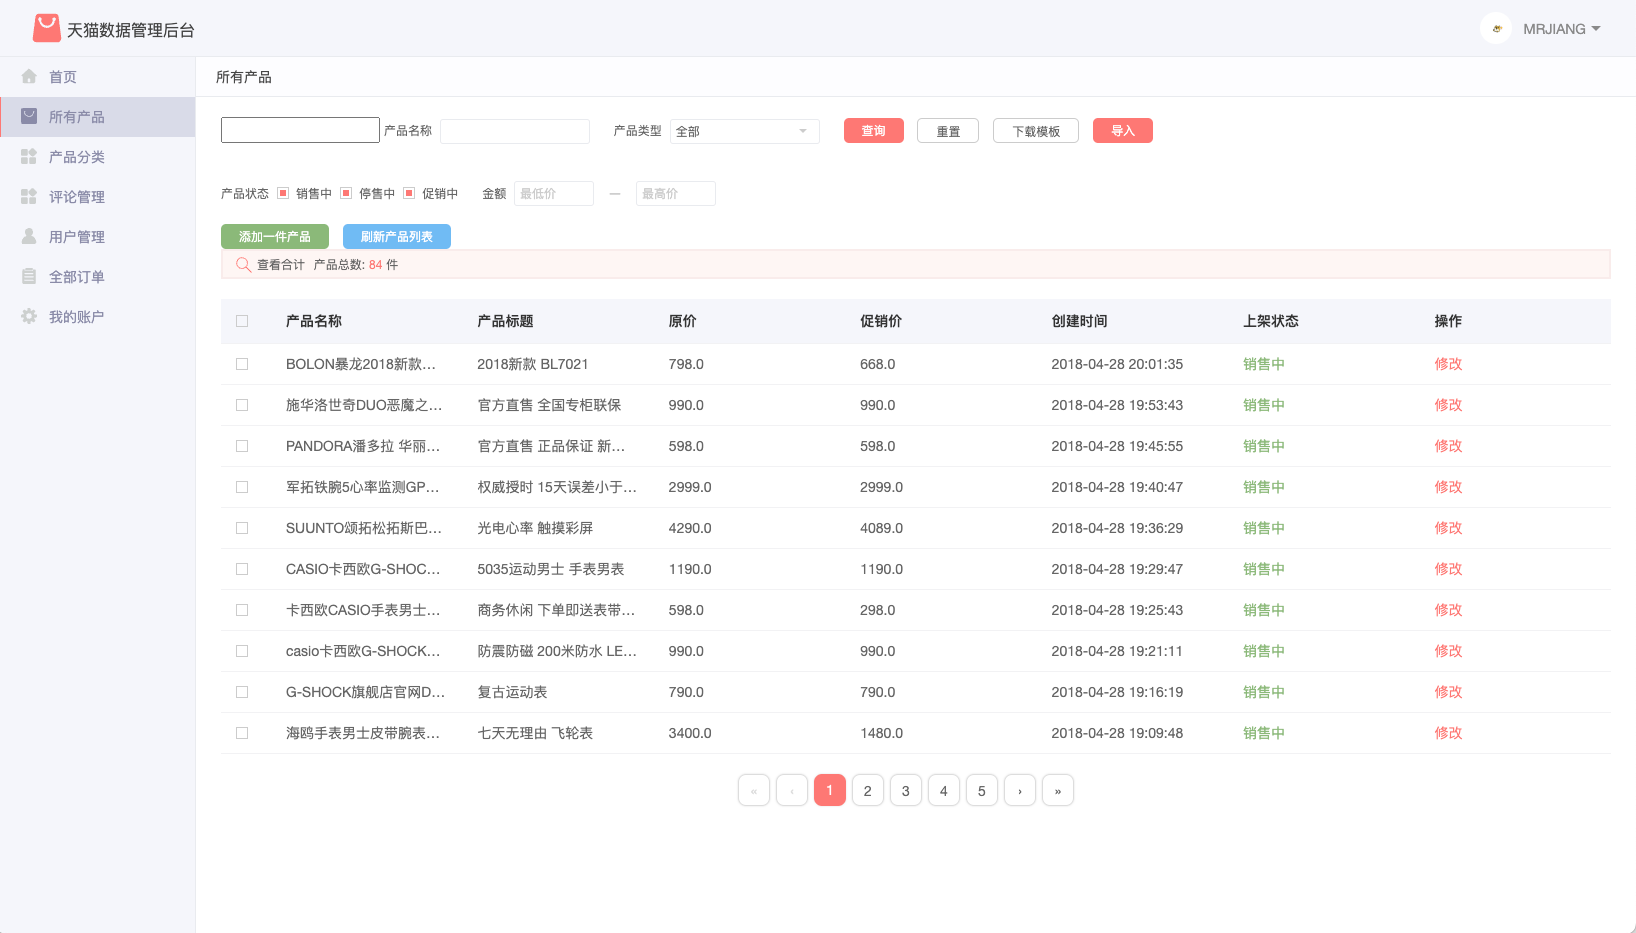 天猫数据管理后台
MRJIANG
首页
所有产品
产品分类
评论管理
用户管理
全部订单
我的账户
所有产品
产品名称 产品类型 全部 查询 重置 下载模板 导入
产品状态 销售中 停售中 促销中 金额 最低价 — 最高价
添加一件产品 刷新产品列表
查看合计 产品总数: 84 件
产品名称 产品标题 原价 促销价 创建时间 上架状态 操作
BOLON暴龙2018新款... 2018新款 BL7021 798.0 668.0 2018-04-28 20:01:35 销售中 修改
施华洛世奇DUO恶魔之... 官方直售 全国专柜联保 990.0 990.0 2018-04-28 19:53:43 销售中 修改
PANDORA潘多拉 华丽... 官方直售 正品保证 新... 598.0 598.0 2018-04-28 19:45:55 销售中 修改
军拓铁腕5心率监测GP... 权威授时 15天误差小于... 2999.0 2999.0 2018-04-28 19:40:47 销售中 修改
SUUNTO颂拓松拓斯巴... 光电心率 触摸彩屏 4290.0 4089.0 2018-04-28 19:36:29 销售中 修改
CASIO卡西欧G-SHOC... 5035运动男士 手表男表 1190.0 1190.0 2018-04-28 19:29:47 销售中 修改
卡西欧CASIO手表男士... 商务休闲 下单即送表带... 598.0 298.0 2018-04-28 19:25:43 销售中 修改
casio卡西欧G-SHOCK... 防震防磁 200米防水 LE... 990.0 990.0 2018-04-28 19:21:11 销售中 修改
G-SHOCK旗舰店官网D... 复古运动表 790.0 790.0 2018-04-28 19:16:19 销售中 修改
海鸥手表男士皮带腕表... 七天无理由 飞轮表 3400.0 1480.0 2018-04-28 19:09:48 销售中 修改
« ‹ 1 2 3 4 5 › »